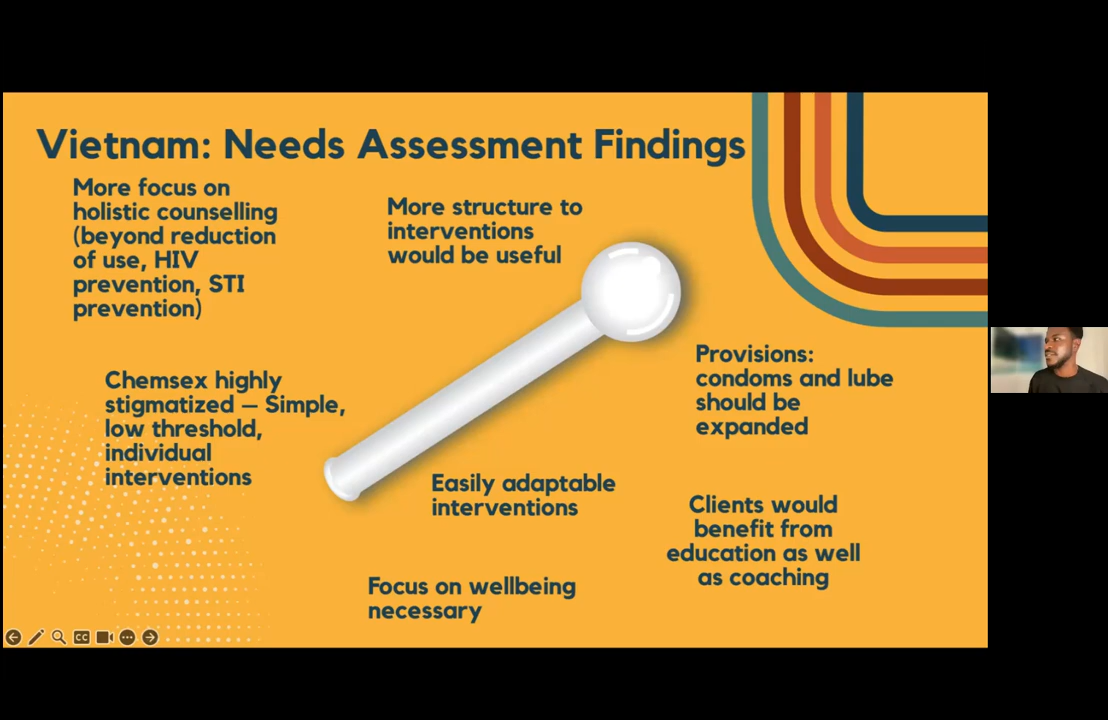 Vietnam: Needs Assessment Findings
More focus on
holistic counselling
(beyond reduction
of use, HIV
prevention, STI
prevention)
More structure to
interventions
would be useful
Chemsex highly
stigmatized – Simple,
low threshold,
individual
interventions
Provisions:
condoms and lube
should be
expanded
Easily adaptable
interventions
Clients would
benefit from
education as well
as coaching
Focus on wellbeing
necessary
CC